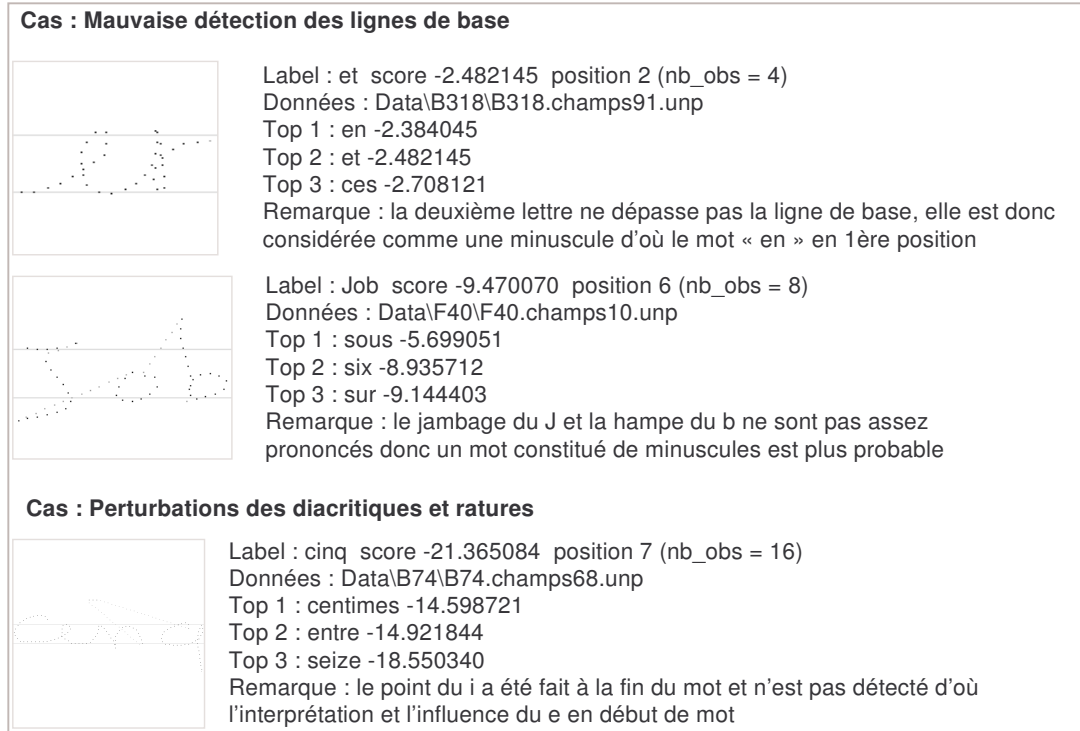 Cas : Mauvaise détection des lignes de base
Label : et score -2.482145 position 2 (nb_obs = 4)
Données : Data\B318\B318.champs91.unp
Top 1 : en -2.384045
Top 2 : et -2.482145
Top 3 : ces -2.708121
Remarque : la deuxième lettre ne dépasse pas la ligne de base, elle est donc
considérée comme une minuscule d'où le mot « en » en 1ère position
Label : Job score -9.470070 position 6 (nb_obs = 8)
Données : Data\F40\F40.champs10.unp
Top 1 : sous -5.699051
Top 2 : six -8.935712
Top 3 : sur -9.144403
Remarque : le jambage du J et la hampe du b ne sont pas assez
prononcés donc un mot constitué de minuscules est plus probable
Cas : Perturbations des diacritiques et ratures
Label : cinq score -21.365084 position 7 (nb_obs = 16)
Données : Data\B74\B74.champs68.unp
Top 1 : centimes -14.598721
Top 2 : entre -14.921844
Top 3 : seize -18.550340
Remarque : le point du i a été fait à la fin du mot et n'est pas détecté d'où
l'interprétation et l'influence du e en début de mot